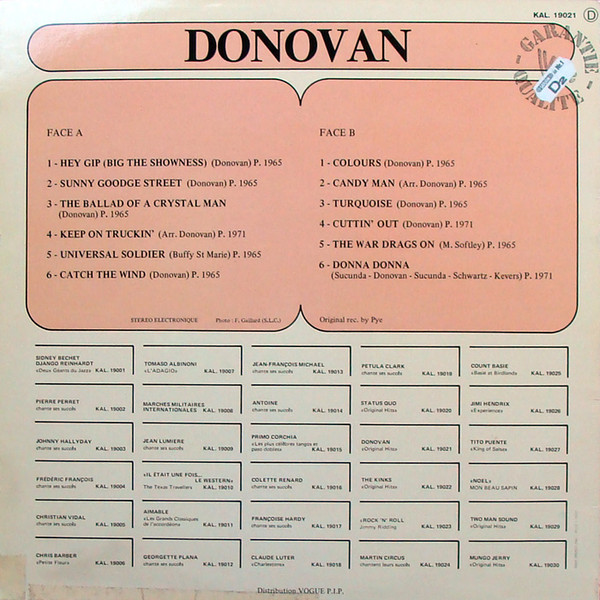 KAL. 19021 D
DONOVAN
GARANTIE
QUALITÉ
D2
FACE A
1 - HEY GIP (BIG THE SHOWNESS) (Donovan) P. 1965
2 - SUNNY GOODGE STREET (Donovan) P. 1965
3 - THE BALLAD OF A CRYSTAL MAN
(Donovan) P. 1965
4 - KEEP ON TRUCKIN' (Arr. Donovan) P. 1971
5 - UNIVERSAL SOLDIER (Buffy St Marie) P. 1965
6 - CATCH THE WIND (Donovan) P. 1965
STEREO ELECTRONIQUE Photo : F. Gaillard (S.L.C.)
FACE B
1 - COLOURS (Donovan) P. 1965
2 - CANDY MAN (Arr. Donovan) P. 1965
3 - TURQUOISE (Donovan) P. 1965
4 - CUTTIN' OUT (Donovan) P. 1971
5 - THE WAR DRAGS ON (M. Softley) P. 1965
6 - DONNA DONNA
(Sucunda - Donovan - Sucunda - Schwartz - Kevers) P. 1971
Original rec. by Pye
SIDNEY BECHET
DJANGO REINHARDT
«Deux Géants du Jazz» KAL. 19001
TOMASO ALBINONI
«L'ADAGIO» KAL. 19007
JEAN-FRANÇOIS MICHAEL
chante ses succès KAL. 19013
PETULA CLARK
chante ses succès KAL. 19019
COUNT BASIE
«Basie at Birdland» KAL. 19025
PIERRE PERRET
chante ses succès KAL. 19002
MARCHES MILITAIRES
INTERNATIONALES KAL. 19008
ANTOINE
chante ses succès KAL. 19014
STATUS QUO
«Original Hits» KAL. 19020
JIMI HENDRIX
«Experience» KAL. 19026
JOHNNY HALLYDAY
chante ses succès KAL. 19003
JEAN LUMIERE
chante ses succès KAL. 19009
PRIMO CORCHIA
«Les plus célèbres tangos et
paso dobles» KAL. 19015
DONOVAN
«Original Hits» KAL. 19021
TITO PUENTE
«King of Salsa» KAL. 19027
FRÉDÉRIC FRANÇOIS
chante ses succès KAL. 19004
«IL ÉTAIT UNE FOIS...
LE WESTERN»
The Texas Travellers KAL. 19010
COLETTE RENARD
chante ses succès KAL. 19016
THE KINKS
«Original Hits» KAL. 19022
«NOEL»
MON BEAU SAPIN KAL. 19028
CHRISTIAN VIDAL
chante ses succès KAL. 19005
AIMABLE
«Les Grands Classiques
de l'accordéon» KAL. 19011
FRANÇOISE HARDY
chante ses succès KAL. 19017
«ROCK 'N' ROLL
Jimmy Ridding KAL. 19023
TWO MAN SOUND
«Original Hits» KAL. 19029
CHRIS BARBER
«Petite Fleur» KAL. 19006
GEORGETTE PLANA
chante ses succès KAL. 19012
CLAUDE LUTER
«Charleston» KAL. 19018
MARTIN CIRCUS
chantent leurs succès KAL. 19024
MUNGO JERRY
«Original Hits» KAL. 19030
Distribution VOGUE P.I.P.